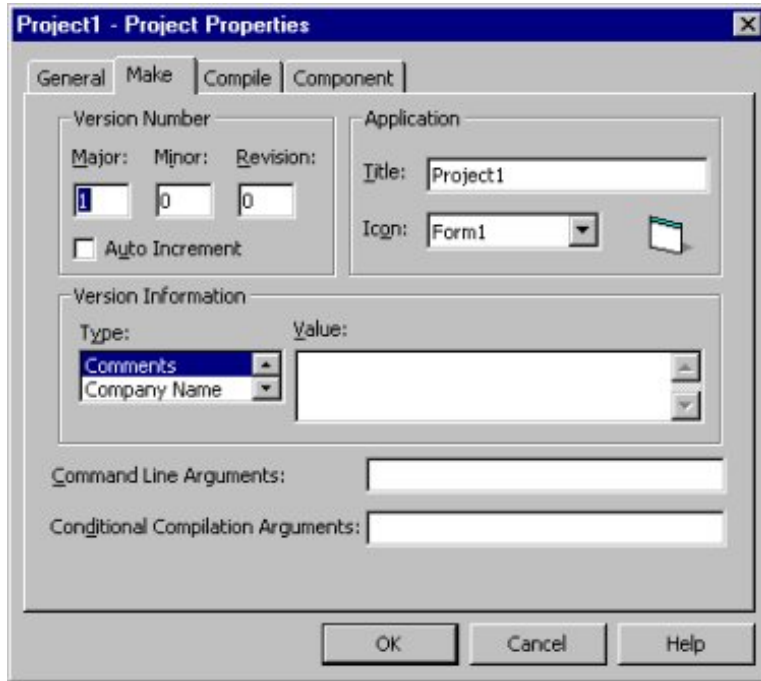 Project1 - Project Properties
General Make Compile Component
Version Number
Major: Minor: Revision:
1 0 0
Auto Increment
Application
Title: Project1
Icon: Form1
Version Information
Type: Value:
Comments
Company Name
Command Line Arguments:
Conditional Compilation Arguments:
OK Cancel Help